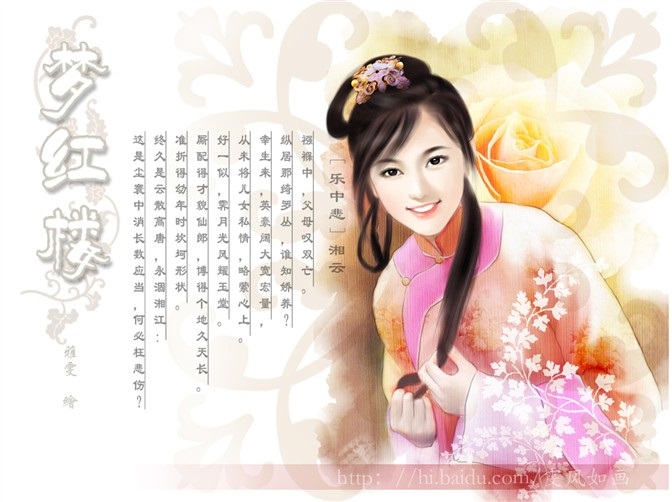 梦红楼
雅雯 繪
[乐中悲] 湘云
襁褓中，父母叹双亡。
纵居那绮罗丛，谁知娇养？
幸生来，英豪阔大宽宏量，
从未将儿女私情，略萦心上。
好一似，霁月光风耀玉堂。
厮配得才貌仙郎，博得个地久天长。
准折得幼年时坎坷形状。
终久是云散高唐，水涸湘江：
这是尘寰中消长数应当，何必枉悲伤？
http://hi.baidu.com/
风如画